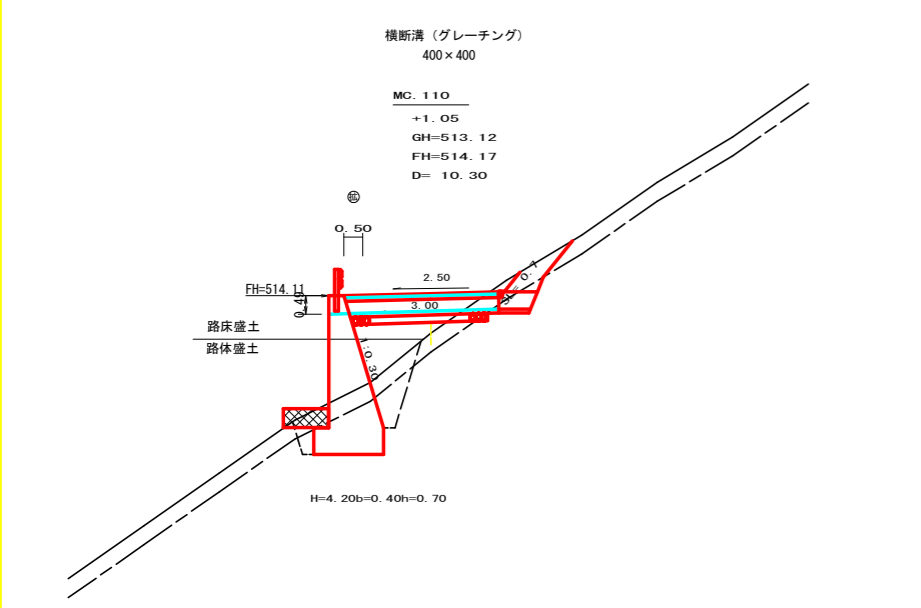 横断溝（グレーチング）
400×400
MC. 110
+1. 05
GH=513. 12
FH=514. 17
D= 10. 30
拡
0. 50
2. 50
FH=514. 11
0.49
3. 00
路床盛土
路体盛土
1:0.30
H=4. 20b=0. 40h=0. 70